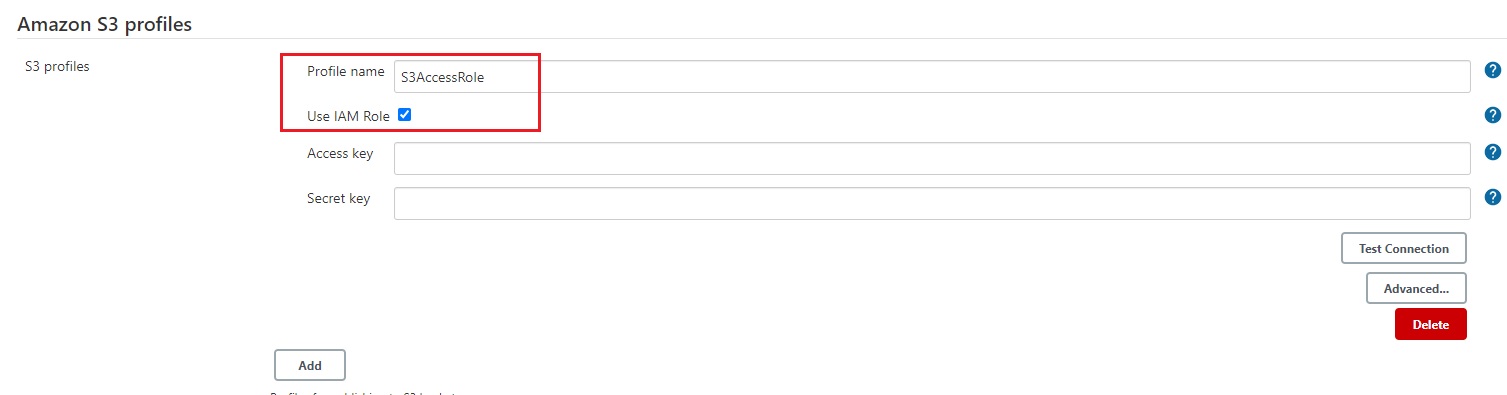 Amazon S3 profiles
S3 profiles
Profile name S3AccessRole ?
Use IAM Role ?
Access key ?
Secret key ?
Test Connection
Advanced...
Delete
Add